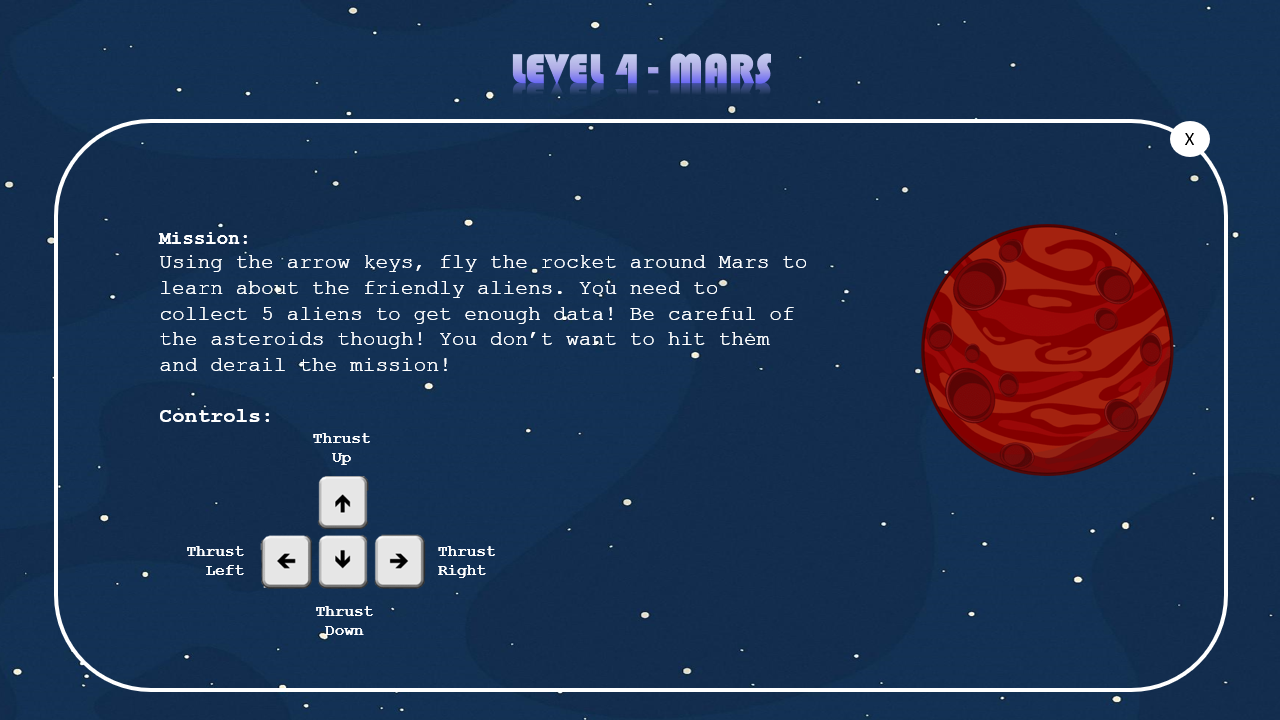 LEVEL 4 - MARS
X
Mission:
Using the arrow keys, fly the rocket around Mars to
learn about the friendly aliens. You need to
collect 5 aliens to get enough data! Be careful of
the asteroids though! You don’t want to hit them
and derail the mission!
Controls:
Thrust
Up
Thrust
Left
Thrust
Right
Thrust
Down